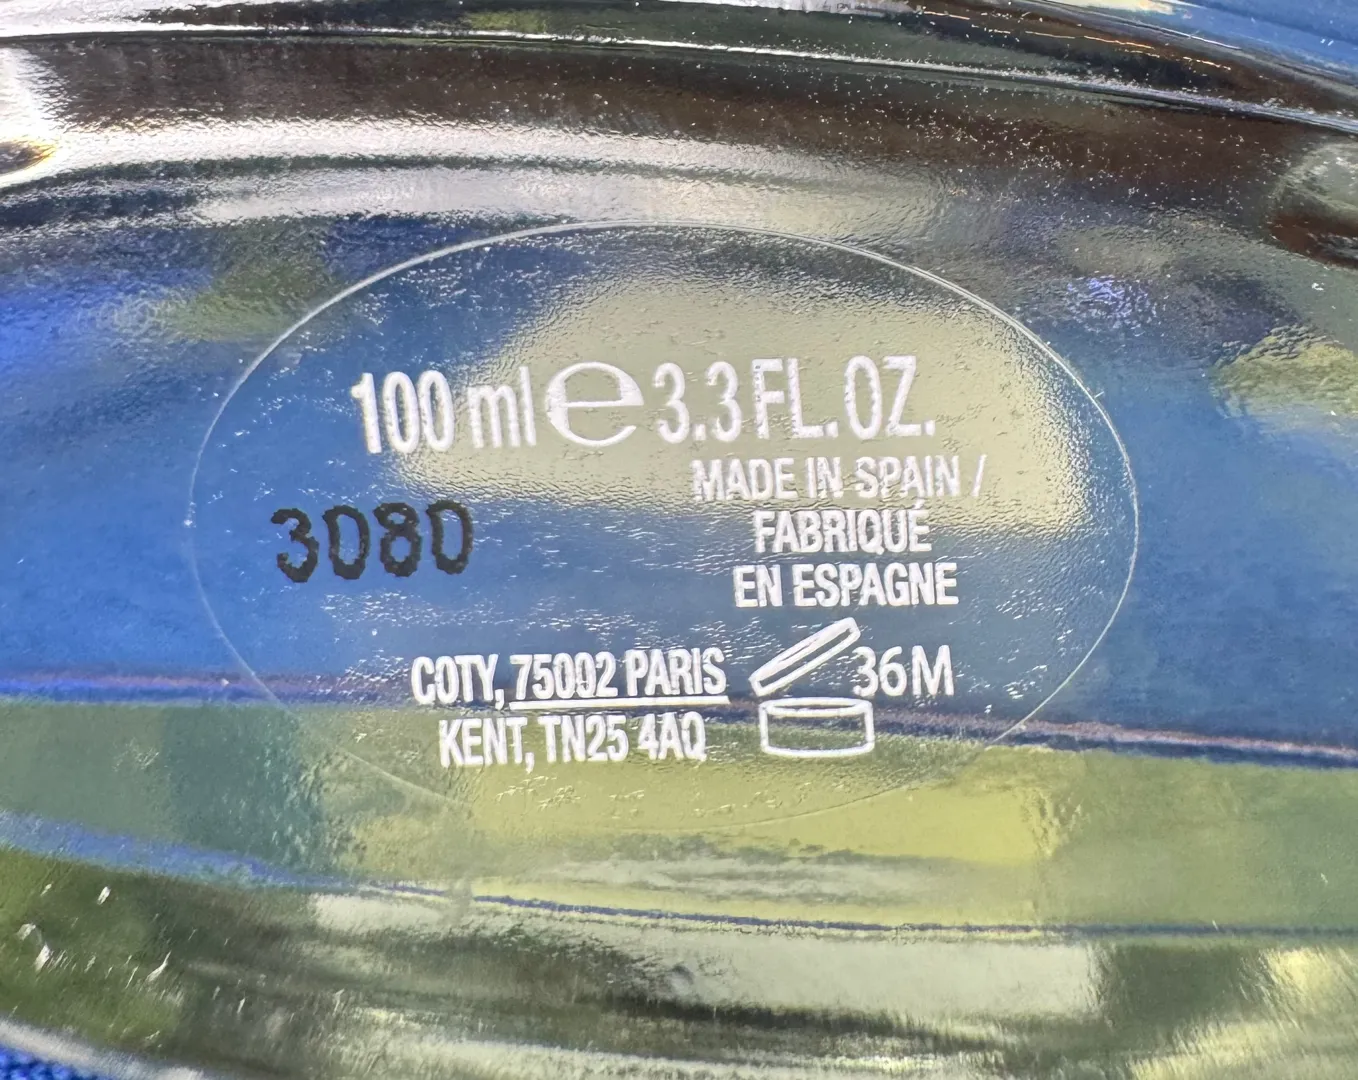 100 ml e 3.3 FL. OZ.
MADE IN SPAIN /
FABRIQUÉ
EN ESPAGNE
3080
COTY, 75002 PARIS
KENT, TN25 4AQ
36M